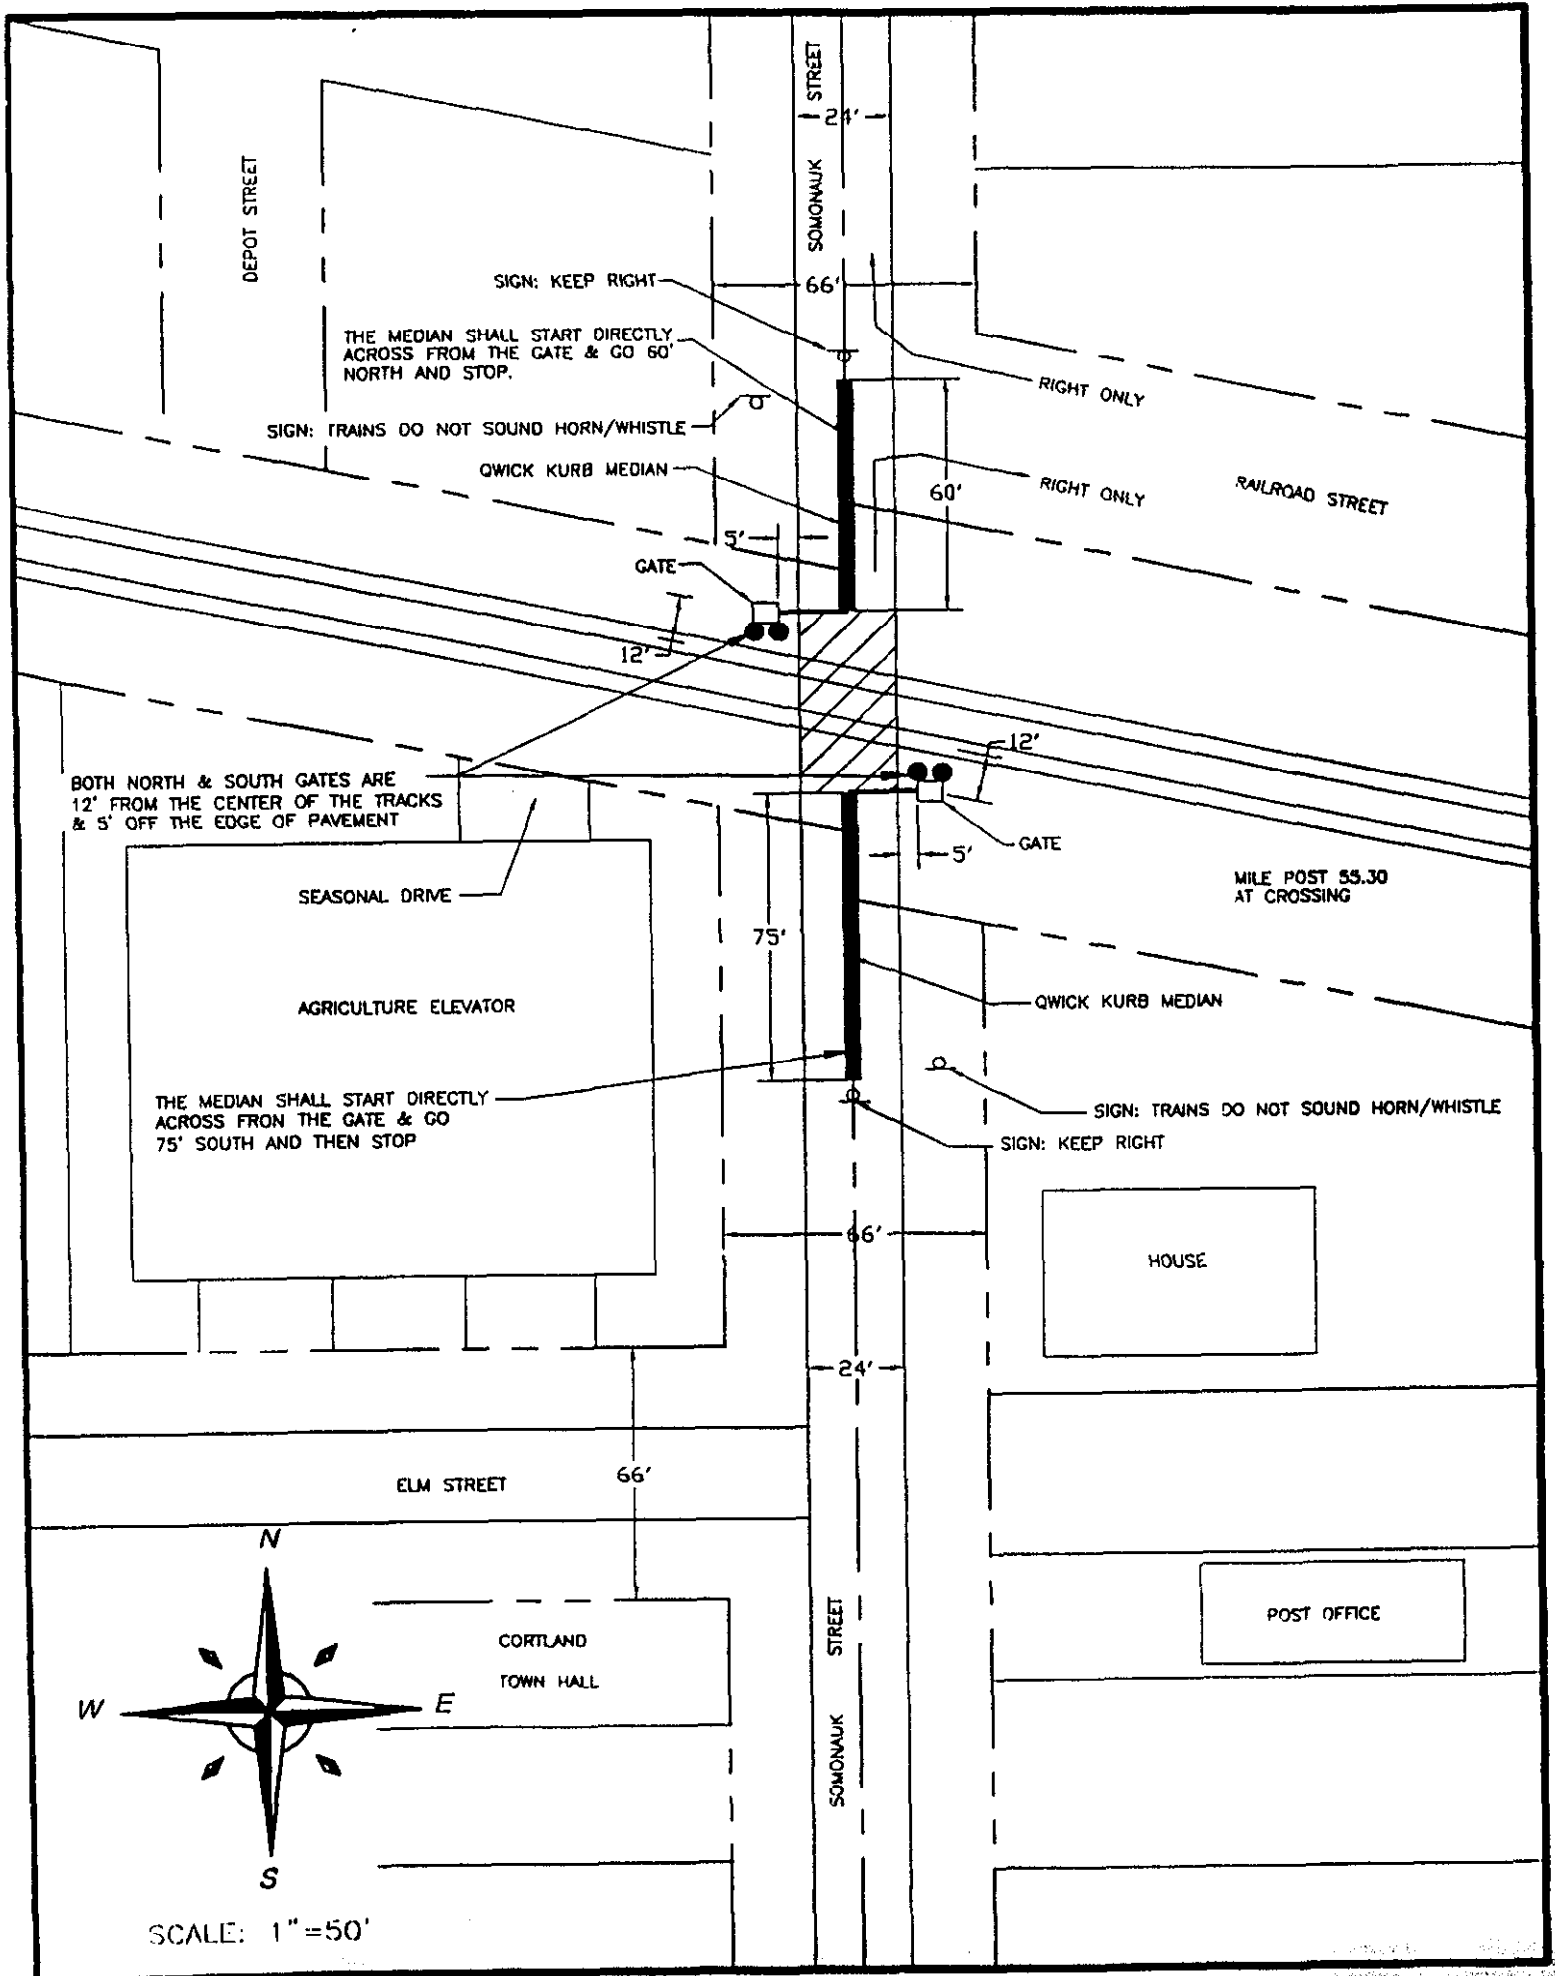 SOMONAUK STREET
24'
DEPOT STREET
SIGN: KEEP RIGHT
66'
THE MEDIAN SHALL START DIRECTLY
ACROSS FROM THE GATE & GO 60'
NORTH AND STOP.
RIGHT ONLY
SIGN: TRAINS DO NOT SOUND HORN/WHISTLE
QWICK KURB MEDIAN
60'
RIGHT ONLY
RAILROAD STREET
5'
GATE
12'
12'
BOTH NORTH & SOUTH GATES ARE
12' FROM THE CENTER OF THE TRACKS
& 5' OFF THE EDGE OF PAVEMENT
GATE
5'
MILE POST 55.30
AT CROSSING
SEASONAL DRIVE
75'
AGRICULTURE ELEVATOR
QWICK KURB MEDIAN
THE MEDIAN SHALL START DIRECTLY
ACROSS FRON THE GATE & GO
75' SOUTH AND THEN STOP
SIGN: TRAINS DO NOT SOUND HORN/WHISTLE
SIGN: KEEP RIGHT
66'
HOUSE
24'
66'
ELM STREET
N
POST OFFICE
CORTLAND
TOWN HALL
SOMONAUK STREET
W
E
S
SCALE: 1"=50'